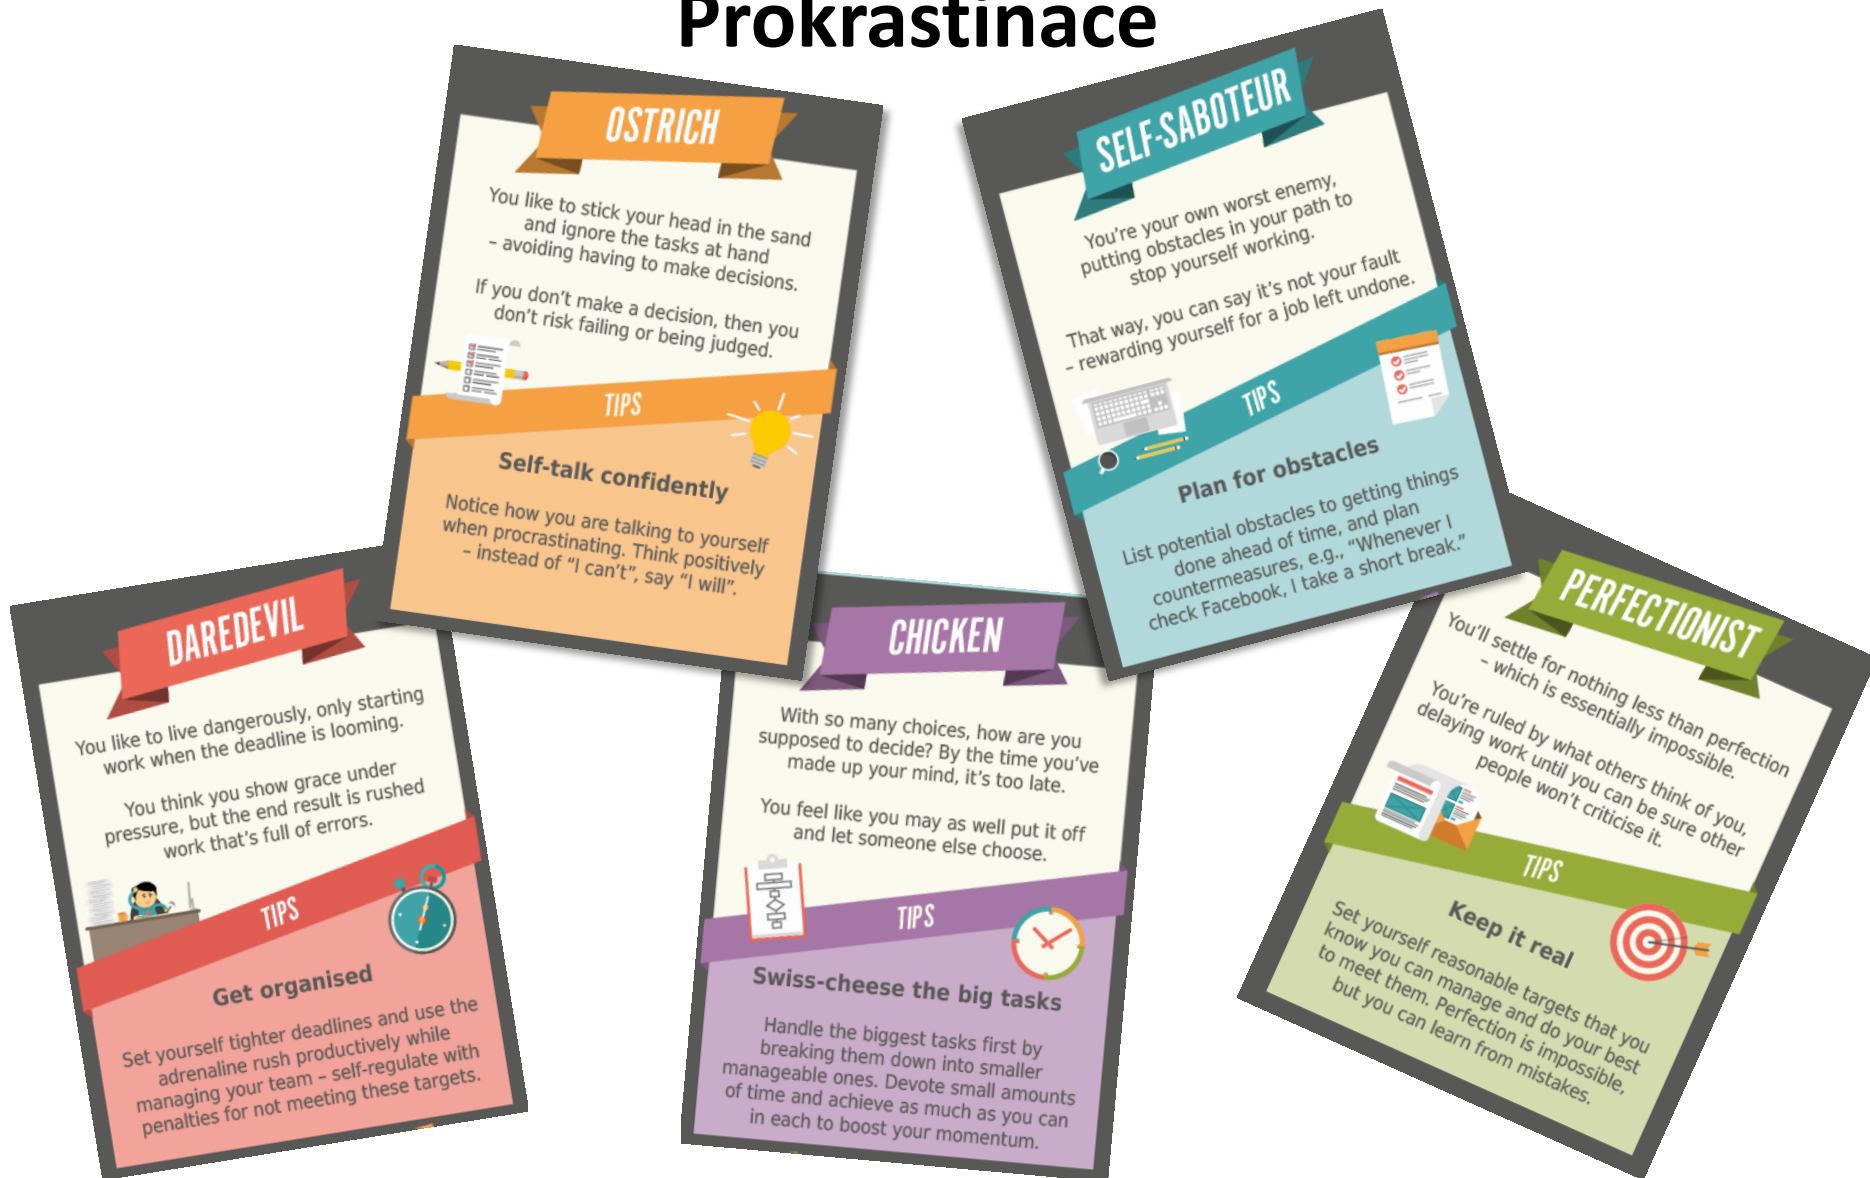 Prokrastinace
OSTRICH
You like to stick your head in the sand
and ignore the tasks at hand
– avoiding having to make decisions.
If you don't make a decision, then you
don't risk failing or being judged.
TIPS
Self-talk confidently
Notice how you are talking to yourself
when procrastinating. Think positively
– instead of “I can't”, say “I will”.
SELF-SABOTEUR
You're your own worst enemy,
putting obstacles in your path to
stop yourself working.
That way, you can say it's not your fault
– rewarding yourself for a job left undone.
TIPS
Plan for obstacles
List potential obstacles to getting things
done ahead of time, and plan
countermeasures, e.g., “Whenever I
check Facebook, I take a short break.”
DAREDEVIL
You like to live dangerously, only starting
work when the deadline is looming.
You think you show grace under
pressure, but the end result is rushed
work that's full of errors.
TIPS
Get organised
Set yourself tighter deadlines and use the
adrenaline rush productively while
managing your team – self-regulate with
penalties for not meeting these targets.
CHICKEN
With so many choices, how are you
supposed to decide? By the time you've
made up your mind, it's too late.
You feel like you may as well put it off
and let someone else choose.
TIPS
Swiss-cheese the big tasks
Handle the biggest tasks first by
breaking them down into smaller
manageable ones. Devote small amounts
of time and achieve as much as you can
in each to boost your momentum.
PERFECTIONIST
You'll settle for nothing less than perfection
– which is essentially impossible.
You're ruled by what others think of you,
delaying work until you can be sure other
people won't criticise it.
TIPS
Keep it real
Set yourself reasonable targets that you
know you can manage and do your best
to meet them. Perfection is impossible,
but you can learn from mistakes.